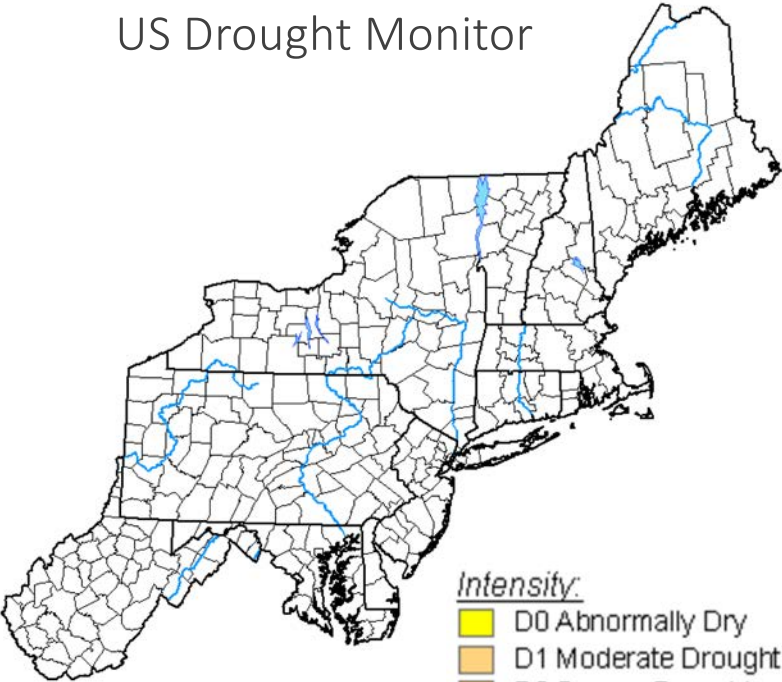 US Drought Monitor
Intensity:
D0 Abnormally Dry
D1 Moderate Drought